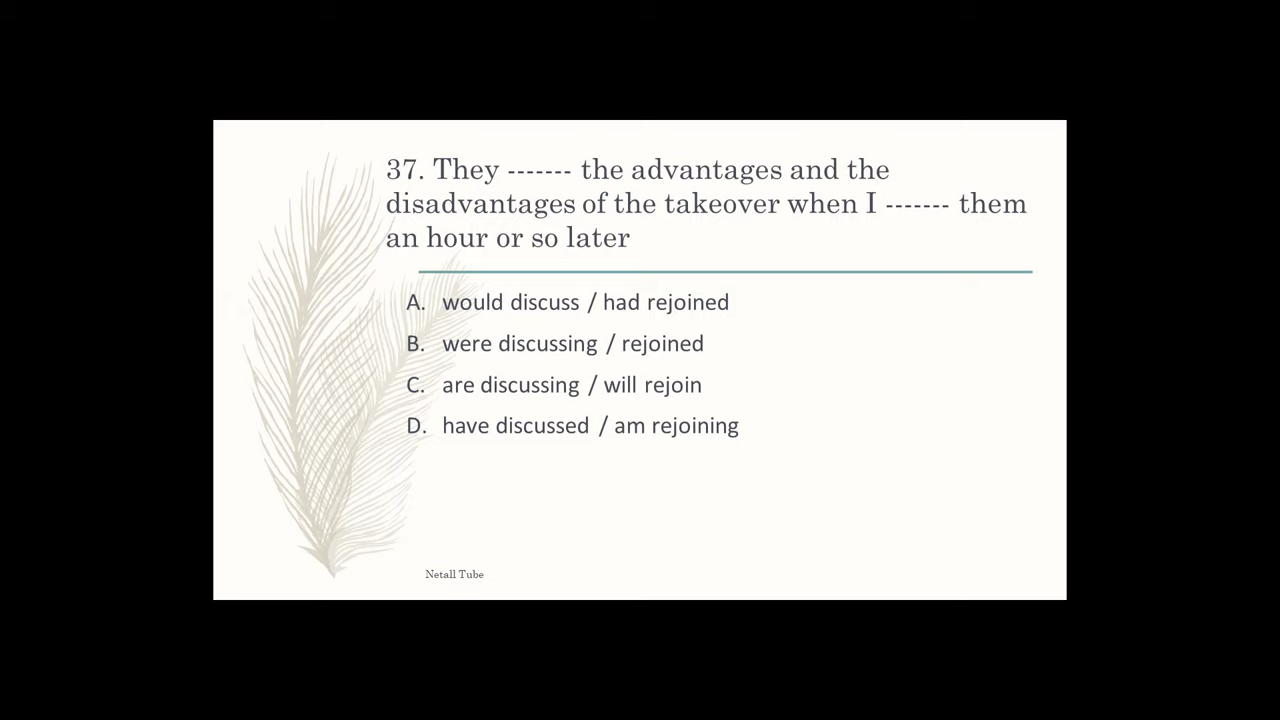 37. They ------- the advantages and the
disadvantages of the takeover when I ------- them
an hour or so later
A. would discuss / had rejoined
B. were discussing / rejoined
C. are discussing / will rejoin
D. have discussed / am rejoining
Netall Tube